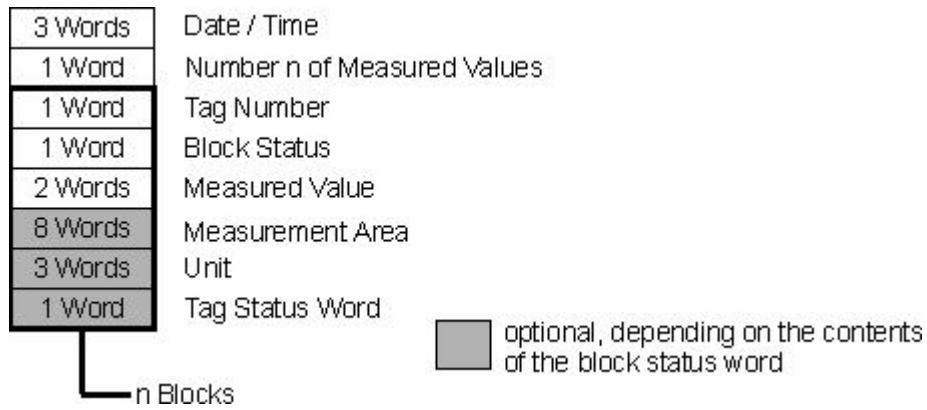 3 Words Date / Time
1 Word Number n of Measured Values
1 Word Tag Number
1 Word Block Status
2 Words Measured Value
8 Words Measurement Area
3 Words Unit
1 Word Tag Status Word
optional, depending on the contents
of the block status word
n Blocks